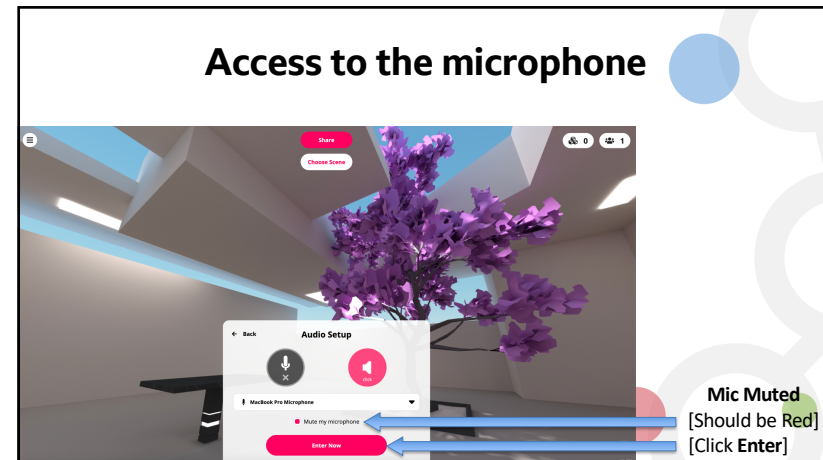 Access to the microphone
Share
Choose Scene
0
1
← Back
Audio Setup
click
MacBook Pro Microphone
Mute my microphone
Enter Now
Mic Muted
[Should be Red]
[Click Enter]